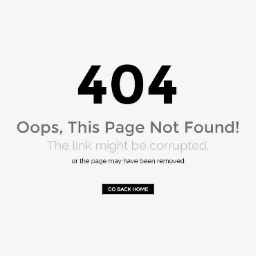 404
Oops, This Page Not Found!
The link might be corrupted,
or the page may have been removed
GO BACK HOME